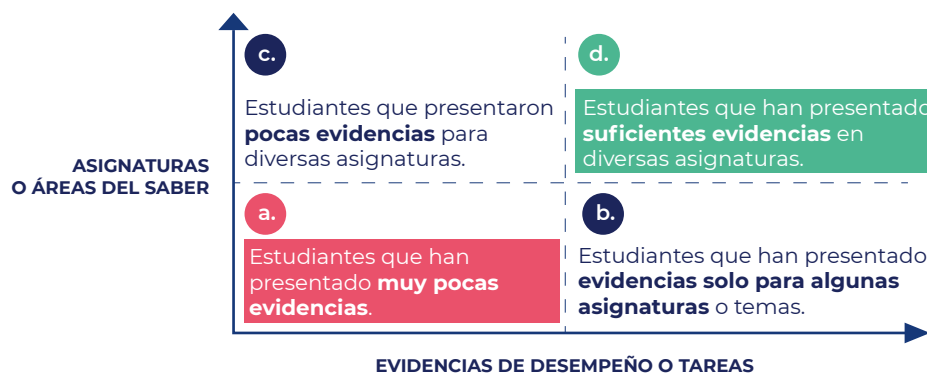 c.
Estudiantes que presentaron
pocas evidencias para
diversas asignaturas.
d.
Estudiantes que han presentado
suficientes evidencias en
diversas asignaturas.
ASIGNATURAS
O ÁREAS DEL SABER
a.
Estudiantes que han
presentado muy pocas
evidencias.
b.
Estudiantes que han presentado
evidencias solo para algunas
asignaturas o temas.
EVIDENCIAS DE DESEMPEÑO O TAREAS